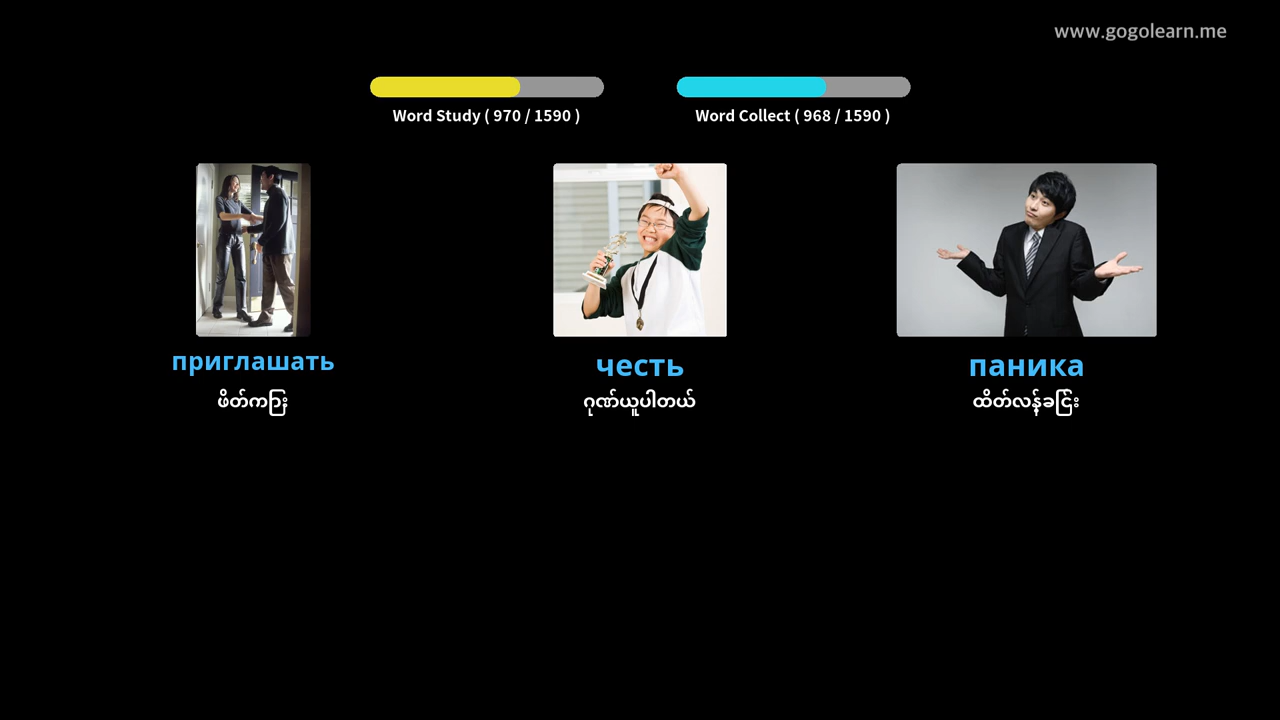 www.gogolearn.me
Word Study ( 970 / 1590 )
Word Collect ( 968 / 1590 )
приглашать
честь
паника
ဖိတ်ကြား
ဂုဏ်ယူပါတယ်
ထိတ်လန့်ခြင်း